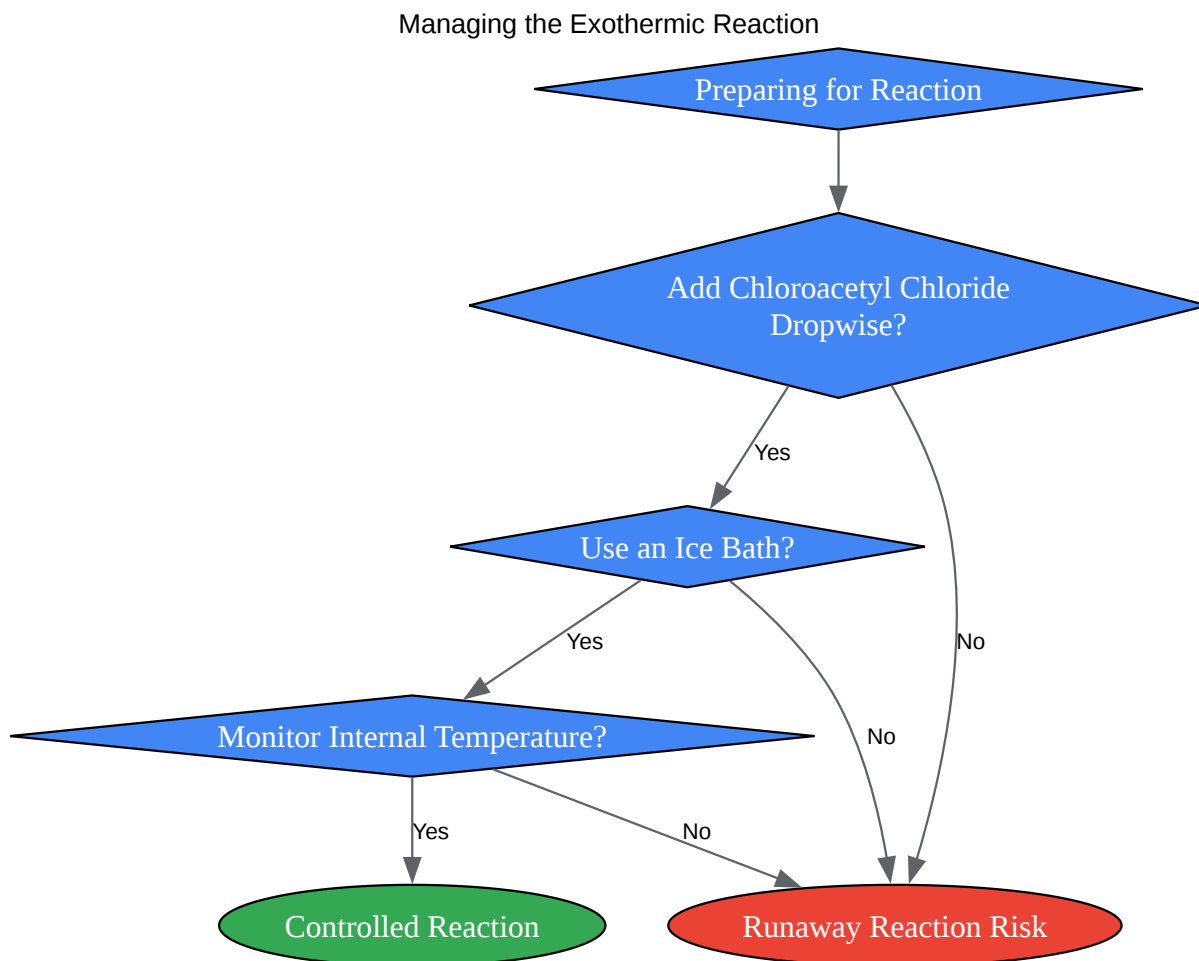 Managing the Exothermic Reaction
Preparing for Reaction
Add Chloroacetyl Chloride
Dropwise?
Yes
Use an Ice Bath?
No
Yes
Monitor Internal Temperature?
No
Yes
No
Controlled Reaction
Runaway Reaction Risk